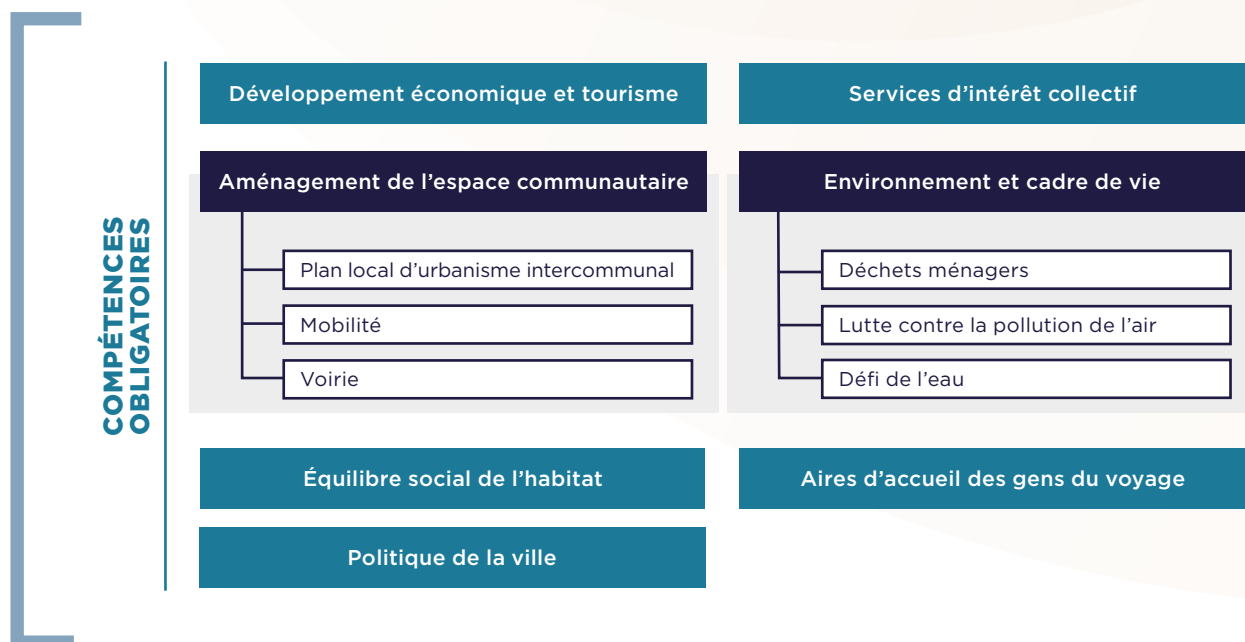 COMPÉTENCES
OBLIGATOIRES
Développement économique et tourisme
Services d'intérêt collectif
Aménagement de l'espace communautaire
Plan local d'urbanisme intercommunal
Mobilité
Voirie
Environnement et cadre de vie
Déchets ménagers
Lutte contre la pollution de l'air
Défi de l'eau
Équilibre social de l'habitat
Aires d'accueil des gens du voyage
Politique de la ville